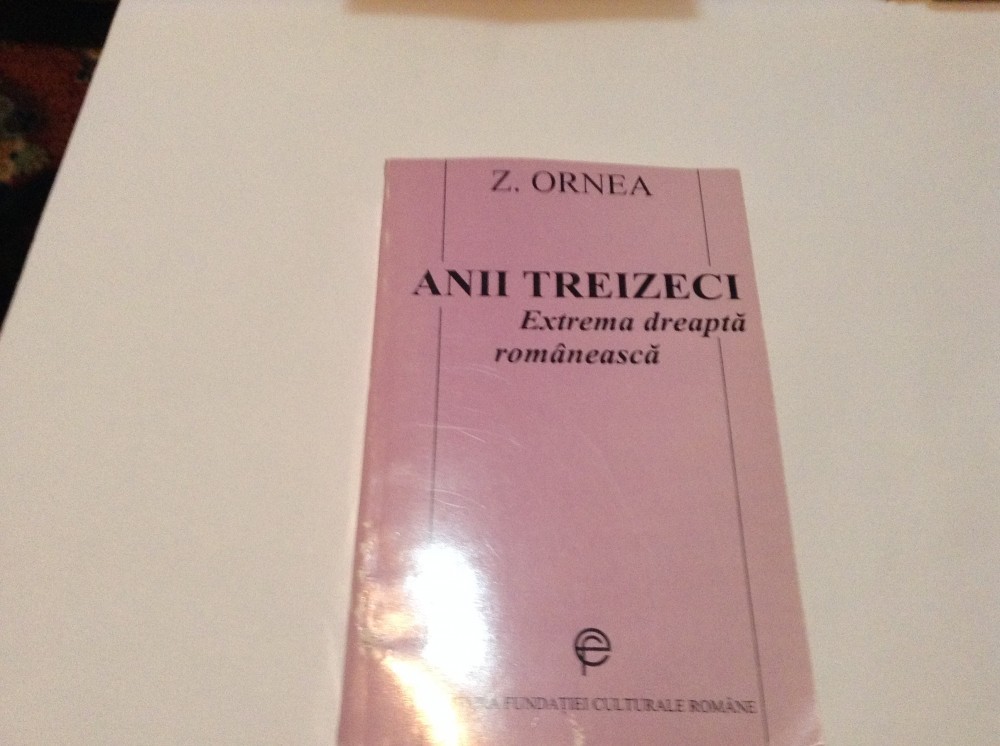 Z. ORNEA
ANII TREIZECI
Extrema dreaptă
românească
FUNDAȚIEI CULTURALE ROMÂNE